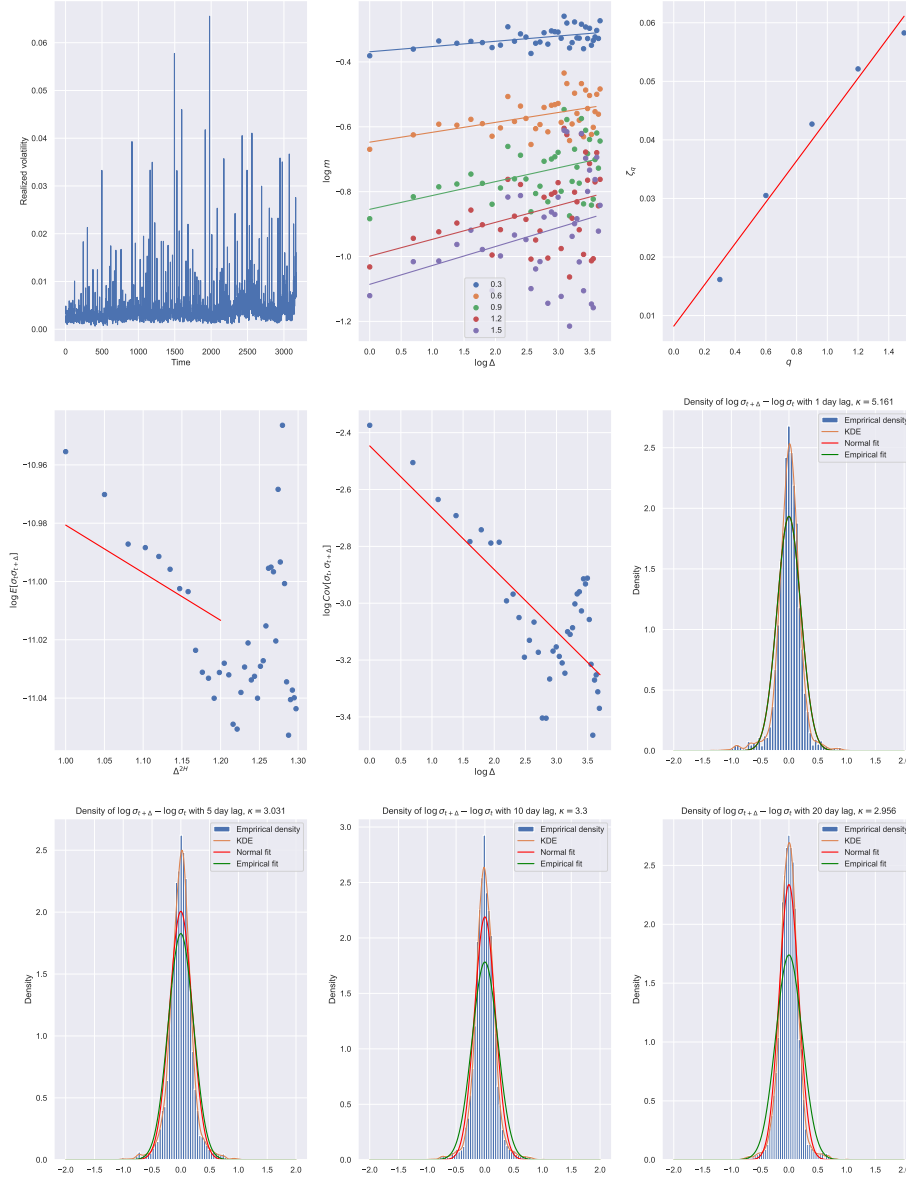 0.06
0.05
0.04
0.03
0.02
0.01
0.00
Realized volatility
0 500 1000 1500 2000 2500 3000
Time
−0.4
−0.6
−0.8
−1.0
−1.2
log m
0.3
0.6
0.9
1.2
1.5
0.0 0.5 1.0 1.5 2.0 2.5 3.0 3.5
log Δ
0.06
0.05
0.04
0.03
0.02
0.01
ζq
0.0 0.2 0.4 0.6 0.8 1.0 1.2 1.4
q
−10.96
−10.98
−11.00
−11.02
−11.04
log E[σtσt+Δ]
1.00 1.05 1.10 1.15 1.20 1.25 1.30
Δ^2H
−2.4
−2.6
−2.8
−3.0
−3.2
−3.4
log Cov[σt, σt+Δ]
0.0 0.5 1.0 1.5 2.0 2.5 3.0 3.5
log Δ
Density of log σt+Δ − log σt with 1 day lag, κ = 5.161
Emprirical density
KDE
Normal fit
Empirical fit
2.5
2.0
1.5
1.0
0.5
0.0
Density
−2.0 −1.5 −1.0 −0.5 0.0 0.5 1.0 1.5 2.0
Density of log σt+Δ − log σt with 5 day lag, κ = 3.031
Emprirical density
KDE
Normal fit
Empirical fit
2.5
2.0
1.5
1.0
0.5
0.0
Density
−2.0 −1.5 −1.0 −0.5 0.0 0.5 1.0 1.5 2.0
Density of log σt+Δ − log σt with 10 day lag, κ = 3.3
Emprirical density
KDE
Normal fit
Empirical fit
3.0
2.5
2.0
1.5
1.0
0.5
0.0
Density
−2.0 −1.5 −1.0 −0.5 0.0 0.5 1.0 1.5 2.0
Density of log σt+Δ − log σt with 20 day lag, κ = 2.956
Emprirical density
KDE
Normal fit
Empirical fit
2.5
2.0
1.5
1.0
0.5
0.0
Density
−2.0 −1.5 −1.0 −0.5 0.0 0.5 1.0 1.5 2.0